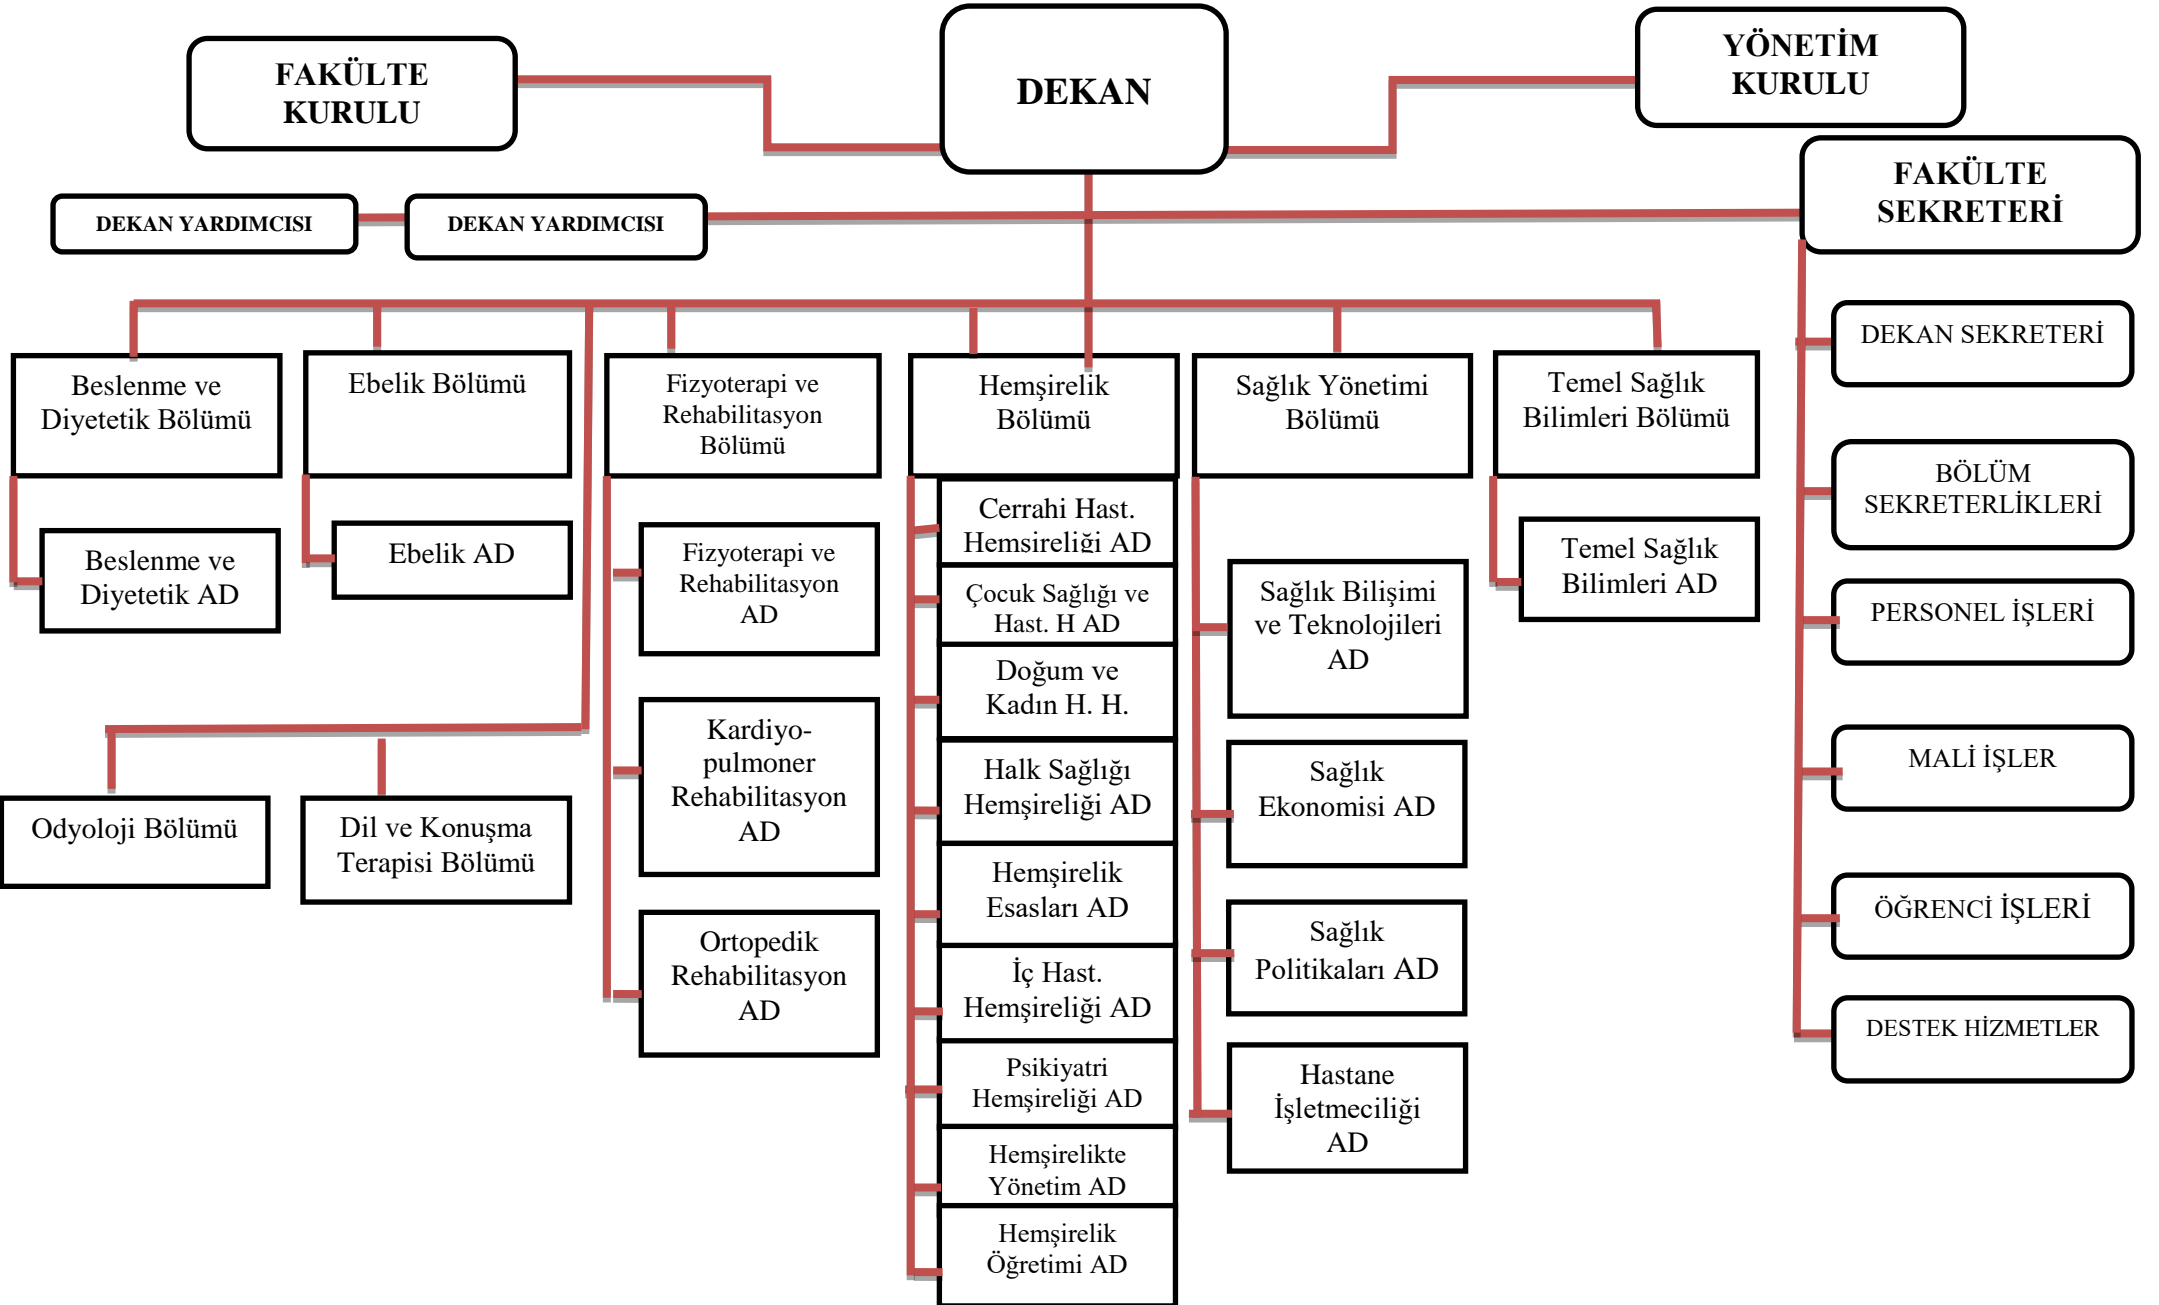 FAKÜLTE
KURULU
DEKAN
YÖNETİM
KURULU
FAKÜLTE
SEKRETERİ
DEKAN YARDIMCISI
DEKAN YARDIMCISI
Beslenme ve
Diyetetik Bölümü
Ebelik Bölümü
Fizyoterapi ve
Rehabilitasyon
Bölümü
Hemşirelik
Bölümü
Sağlık Yönetimi
Bölümü
Temel Sağlık
Bilimleri Bölümü
Beslenme ve
Diyetetik AD
Ebelik AD
Fizyoterapi ve
Rehabilitasyon
AD
Kardiyo-
pulmoner
Rehabilitasyon
AD
Ortopedik
Rehabilitasyon
AD
Odyoloji Bölümü
Dil ve Konuşma
Terapisi Bölümü
Cerrahi Hast.
Hemşireliği AD
Çocuk Sağlığı ve
Hast. H AD
Doğum ve
Kadın H. H.
Halk Sağlığı
Hemşireliği AD
Hemşirelik
Esasları AD
İç Hast.
Hemşireliği AD
Psikiyatri
Hemşireliği AD
Hemşirelikte
Yönetim AD
Hemşirelik
Öğretimi AD
Sağlık Bilişimi
ve Teknolojileri
AD
Sağlık
Ekonomisi AD
Sağlık
Politikaları AD
Hastane
İşletmeciliği
AD
Temel Sağlık
Bilimleri AD
DEKAN SEKRETERİ
BÖLÜM
SEKRETERLİKLERİ
PERSONEL İŞLERİ
MALİ İŞLER
ÖĞRENCİ İŞLERİ
DESTEK HİZMETLER